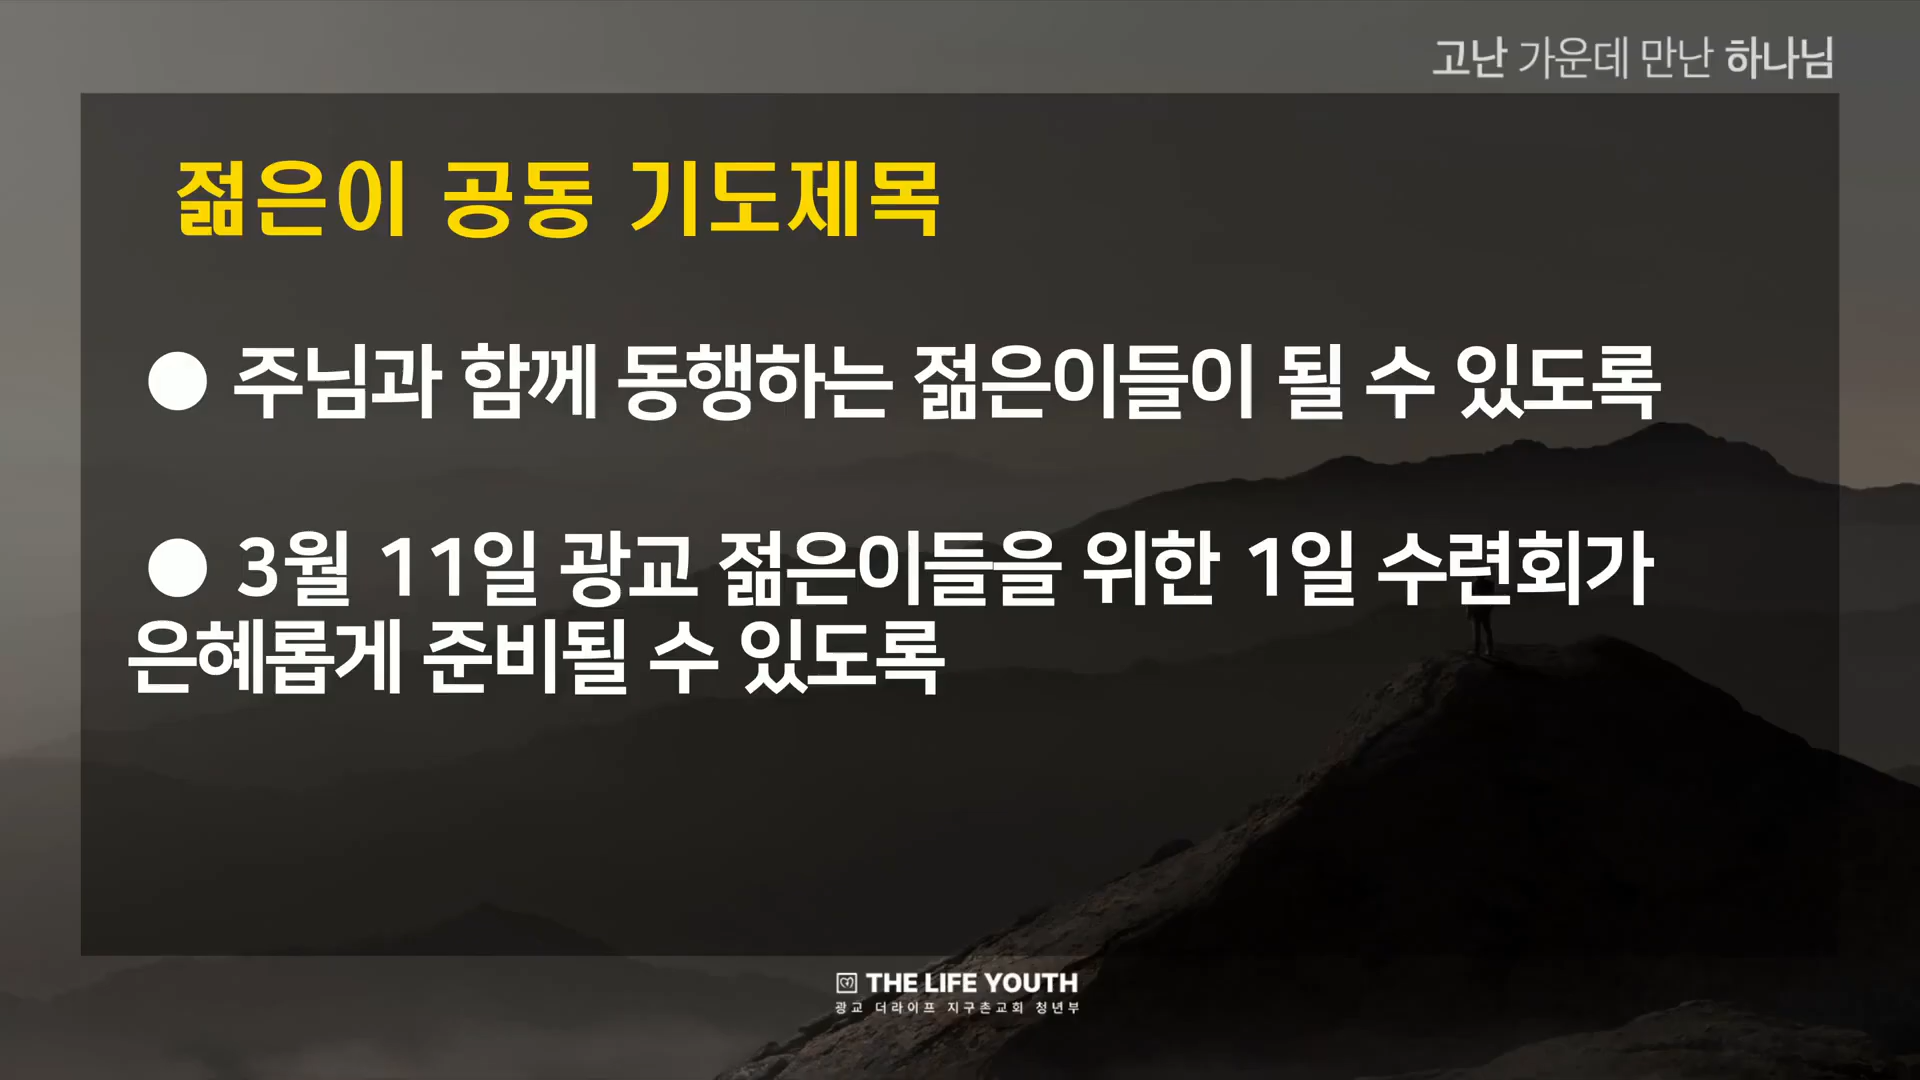 고난 가운데 만난 하나님
젊은이 공동 기도제목
● 주님과 함께 동행하는 젊은이들이 될 수 있도록
● 3월 11일 광교 젊은이들을 위한 1일 수련회가
은혜롭게 준비될 수 있도록
THE LIFE YOUTH
광교 더라이프 지구촌교회 청년부